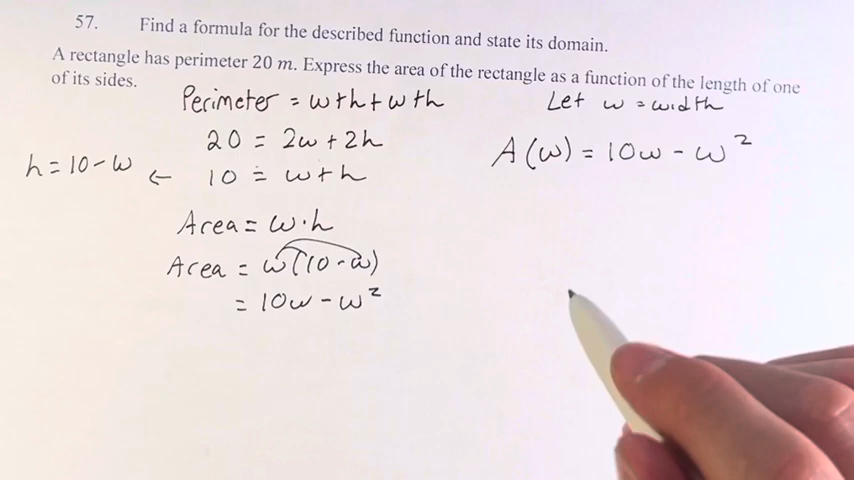 57. Find a formula for the described function and state its domain.
A rectangle has perimeter 20 m. Express the area of the rectangle as a function of the length of one
of its sides.
Perimeter = w+h+w+h
Let w = width
20 = 2w + 2h
A(w) = 10w - w²
h = 10 - w ← 10 = w+h
Area = w·h
Area = w(10-w)
= 10w - w²